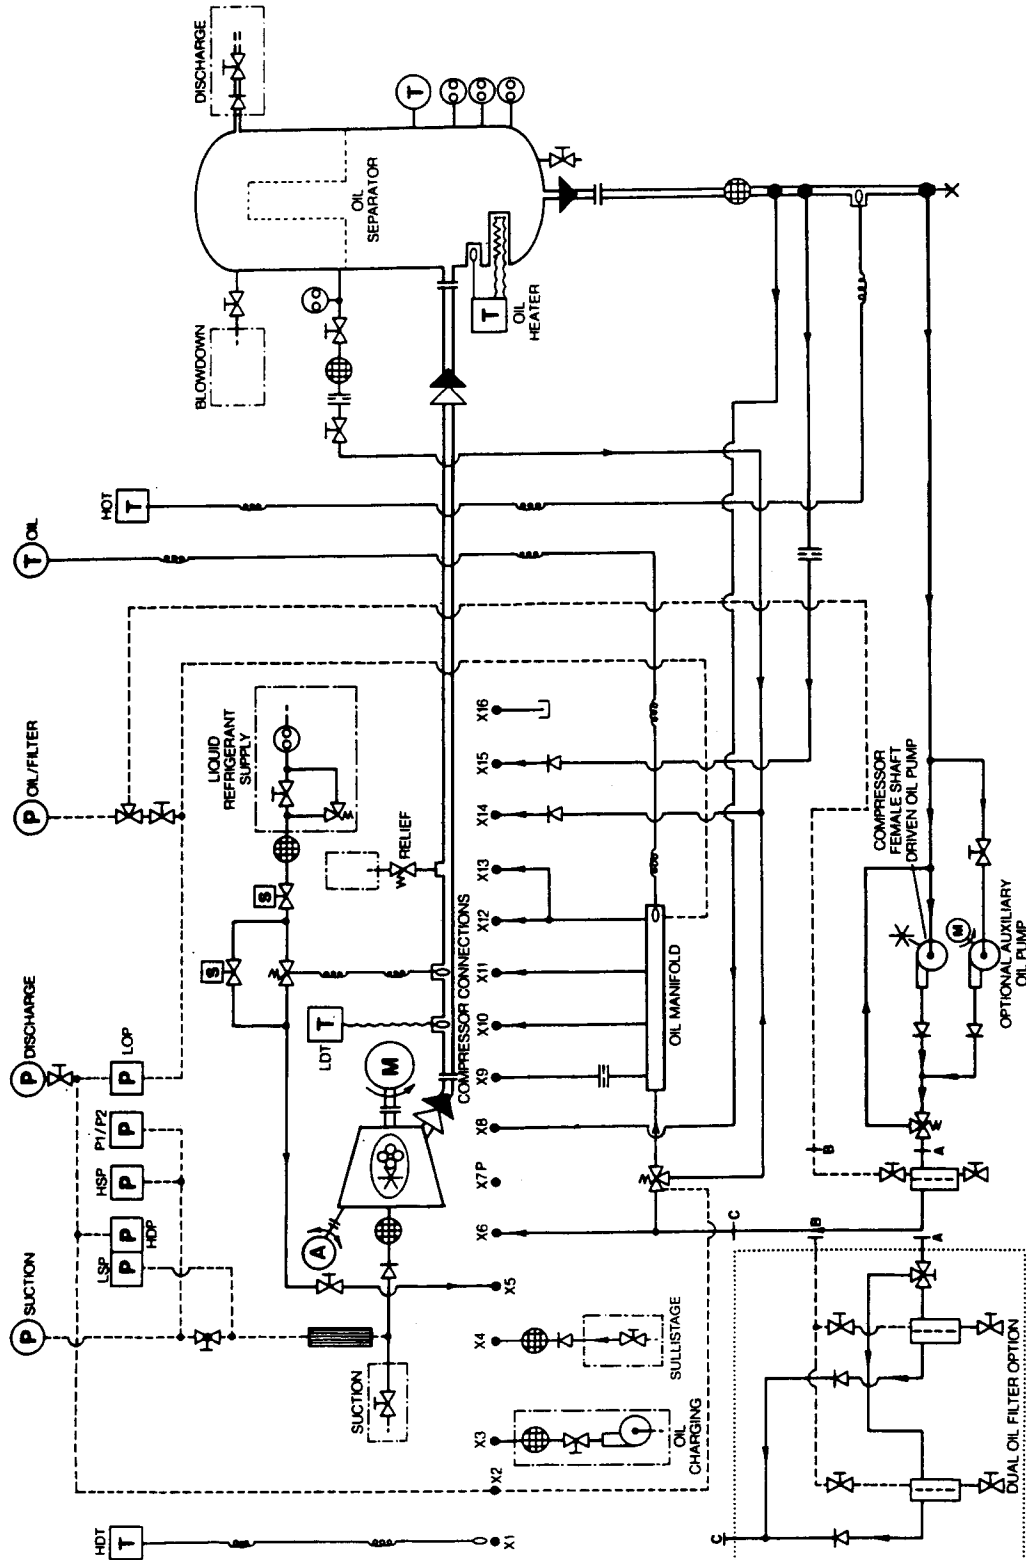 P SUCTION
P DISCHARGE
P OIL/FILTER
T OIL
HDT
T
LSP
P
HDP
P
HSP
P
P1/P2
P
LOP
P
HOT
T
BLOWDOWN
DISCHARGE
OIL
SEPARATOR
T
T
OIL
HEATER
LIQUID
REFRIGERANT
SUPPLY
S
S
RELIEF
LDT
T
M
A
SUCTION
COMPRESSOR CONNECTIONS
X1
X2
X3
X4
X5
X6
X7P
X8
X9
X10
X11
X12
X13
X14
X15
X16
OIL
CHARGING
SULLISTAGE
OIL MANIFOLD
COMPRESSOR
FEMALE SHAFT
DRIVEN OIL PUMP
M
OPTIONAL AUXILIARY
OIL PUMP
B
A
C
B
A
C
DUAL OIL FILTER OPTION